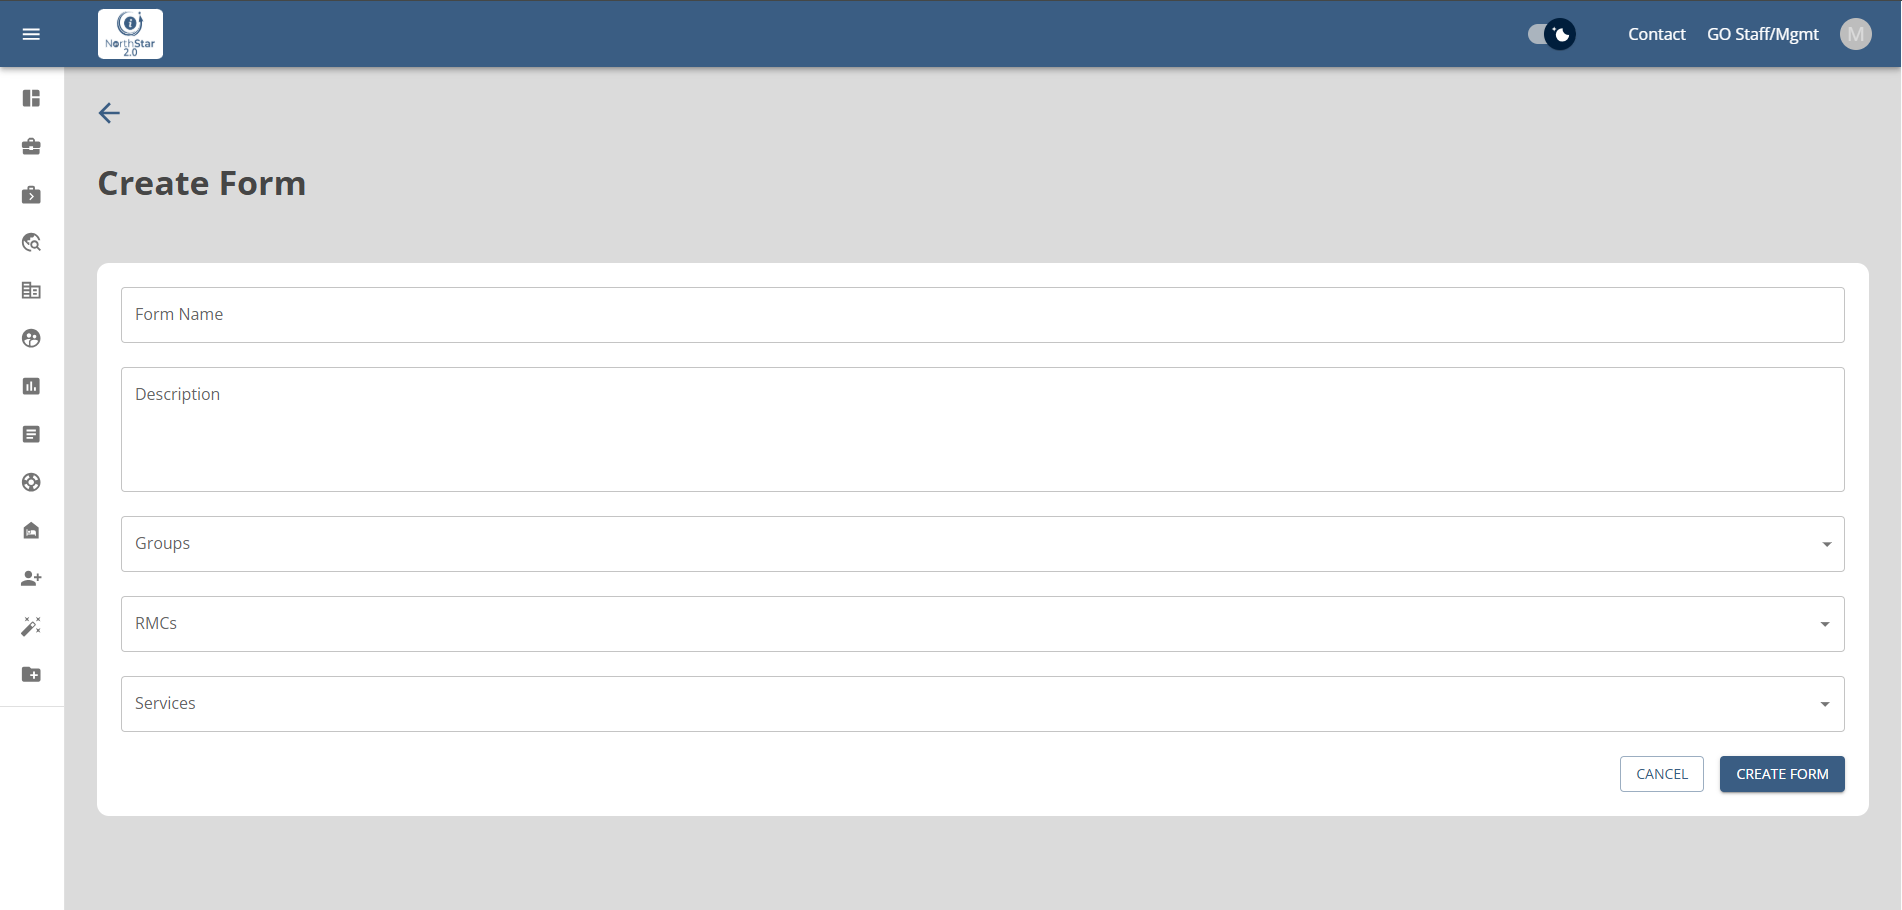 NorthStar
2.0
Contact
GO Staff/Mgmt
M
Create Form
Form Name
Description
Groups
RMCs
Services
CANCEL
CREATE FORM